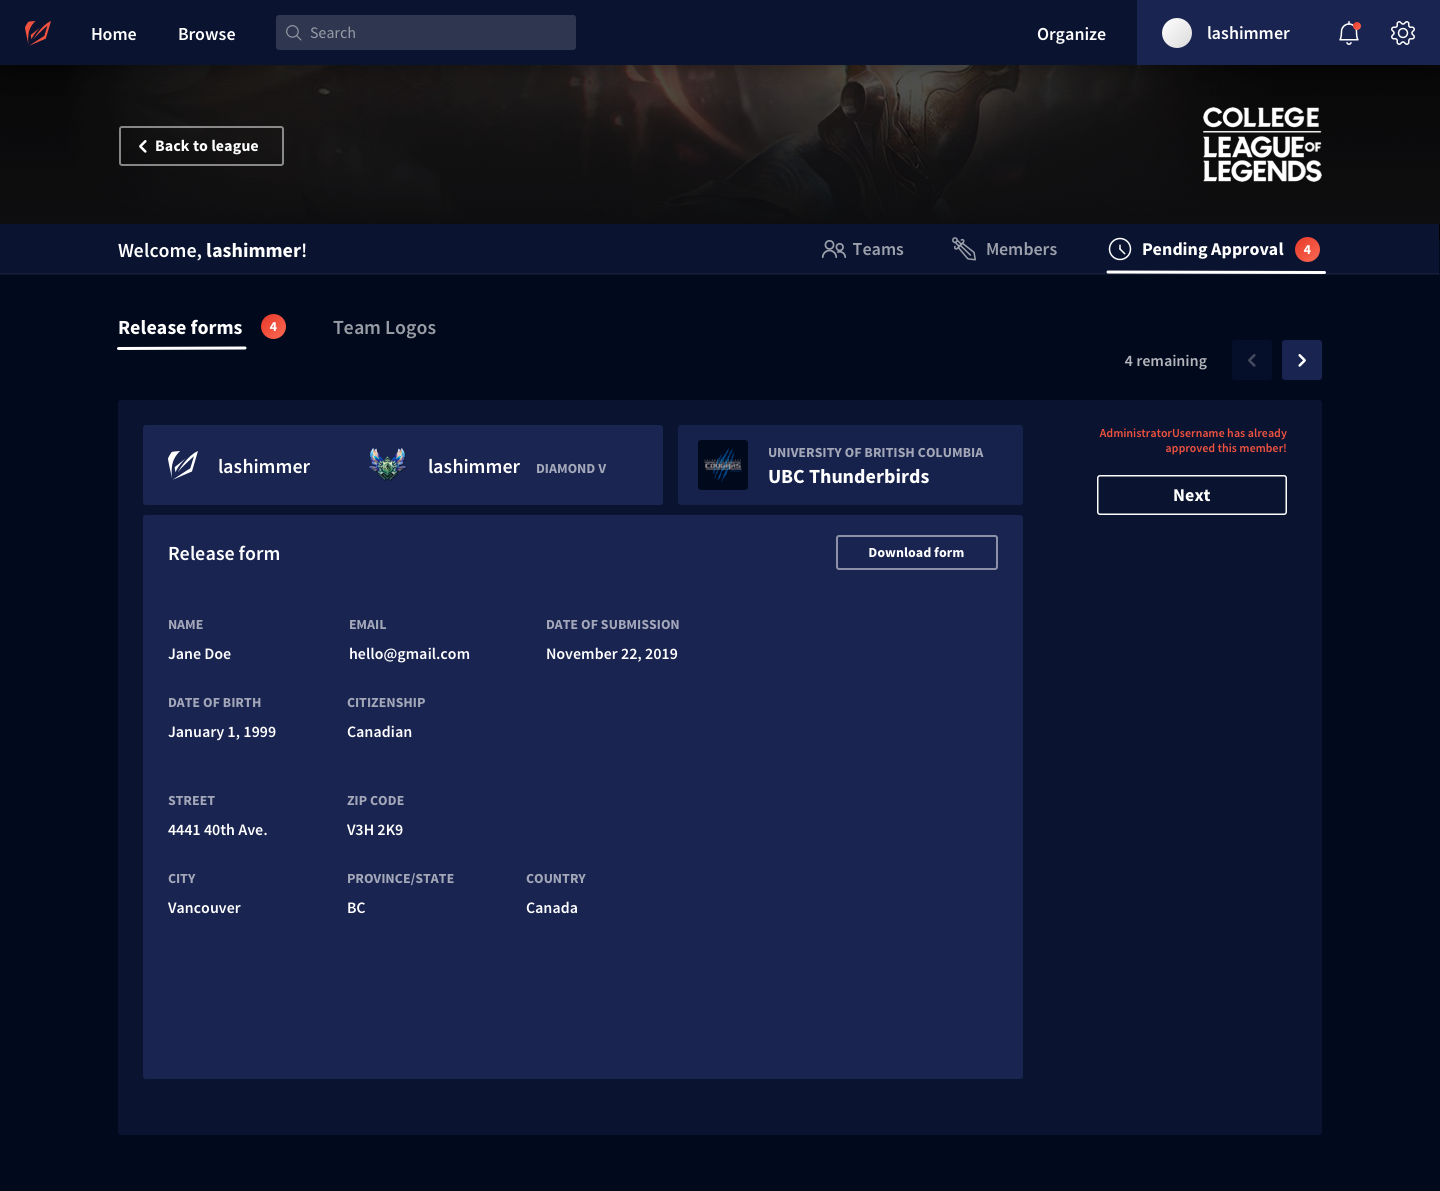 Home
Browse
Search
Organize
lashimmer
Back to league
COLLEGE
LEAGUE OF
LEGENDS
Welcome, lashimmer!
Teams
Members
Pending Approval
4
Release forms
4
Team Logos
4 remaining
lashimmer
lashimmer
DIAMOND V
COUGARS
UNIVERSITY OF BRITISH COLUMBIA
UBC Thunderbirds
AdministratorUsername has already
approved this member!
Next
Release form
Download form
NAME
EMAIL
DATE OF SUBMISSION
Jane Doe
hello@gmail.com
November 22, 2019
DATE OF BIRTH
CITIZENSHIP
January 1, 1999
Canadian
STREET
ZIP CODE
4441 40th Ave.
V3H 2K9
CITY
PROVINCE/STATE
COUNTRY
Vancouver
BC
Canada